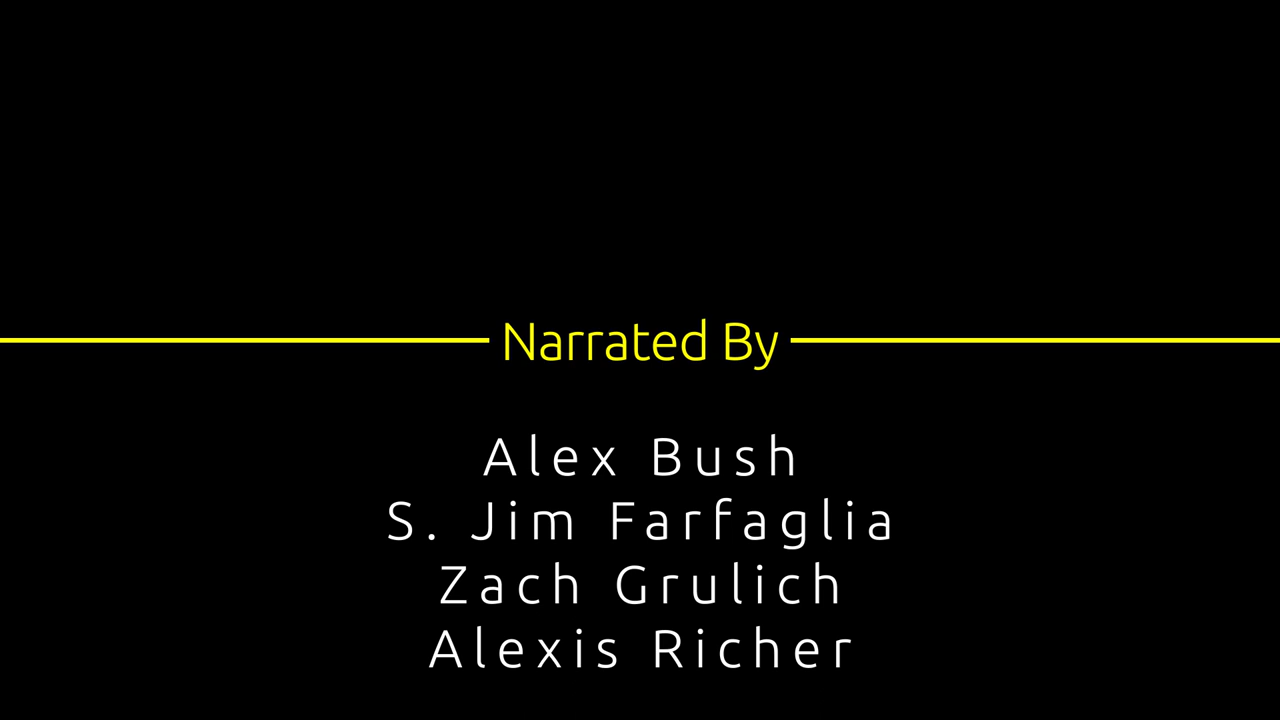 Narrated By
Alex Bush
S. Jim Farfaglia
Zach Grulich
Alexis Richer